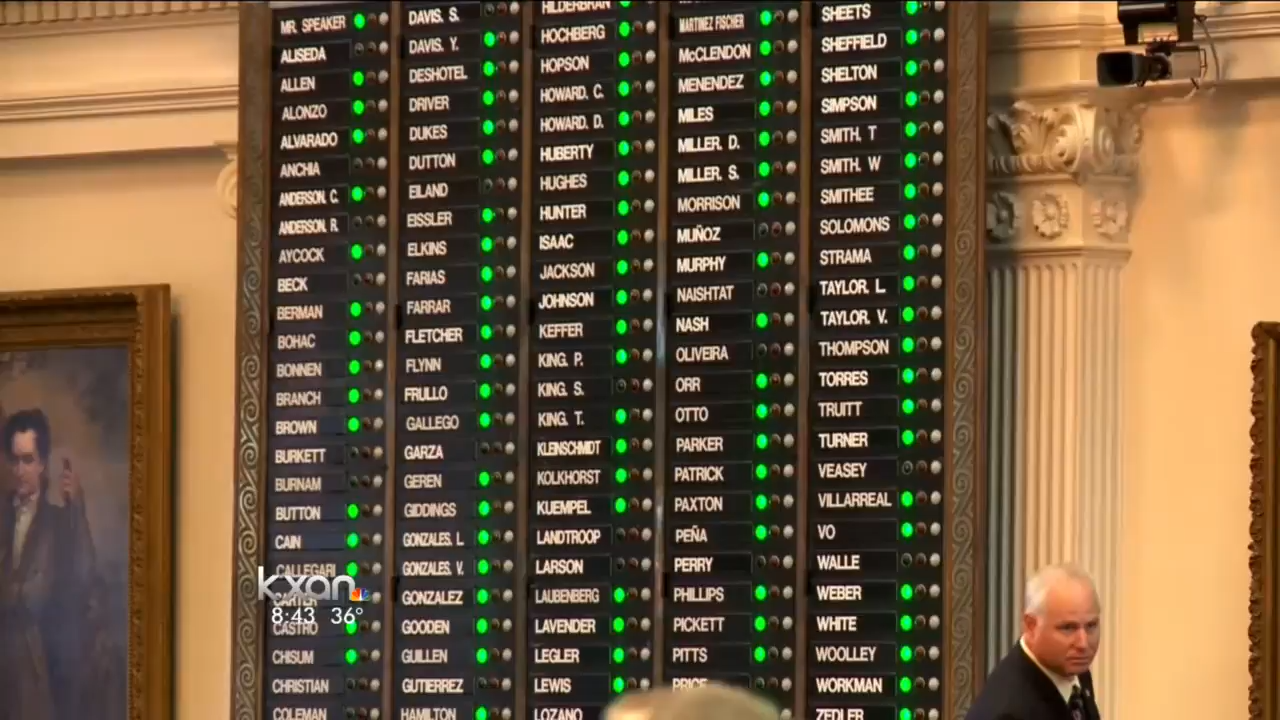 MR. SPEAKER
ALISEDA
ALLEN
ALONZO
ALVARADO
ANCHIA
ANDERSON. C.
ANDERSON. R.
AYCOCK
BECK
BERMAN
BOHAC
BONNEN
BRANCH
BROWN
BURKETT
BURNAM
BUTTON
CAIN
CALLEGARI
CARTER
CASTRO
CHISUM
CHRISTIAN
COLEMAN
DAVIS. S.
DAVIS. Y.
DESHOTEL
DRIVER
DUKES
DUTTON
EILAND
EISSLER
ELKINS
FARIAS
FARRAR
FLETCHER
FLYNN
FRULLO
GALLEGO
GARZA
GEREN
GIDDINGS
GONZALES. L.
GONZALES. V.
GONZALEZ
GOODEN
GUILLEN
GUTIERREZ
HAMILTON
HILDERBRAN
HOCHBERG
HOPSON
HOWARD. C.
HOWARD. D.
HUBERTY
HUGHES
HUNTER
ISAAC
JACKSON
JOHNSON
KEFFER
KING. P.
KING. S.
KING. T.
KLEINSCHMIDT
KOLKHORST
KUEMPEL
LANDTROOP
LARSON
LAUBENBERG
LAVENDER
LEGLER
LEWIS
LOZANO
MARTINEZ FISCHER
McCLENDON
MENENDEZ
MILES
MILLER. D.
MILLER. S.
MORRISON
MUÑOZ
MURPHY
NAISHTAT
NASH
OLIVEIRA
ORR
OTTO
PARKER
PATRICK
PAXTON
PEÑA
PERRY
PHILLIPS
PICKETT
PITTS
PRICE
SHEETS
SHEFFIELD
SHELTON
SIMPSON
SMITH. T
SMITH. W
SMITHEE
SOLOMONS
STRAMA
TAYLOR. L.
TAYLOR. V.
THOMPSON
TORRES
TRUITT
TURNER
VEASEY
VILLARREAL
VO
WALLE
WEBER
WHITE
WOOLLEY
WORKMAN
ZEDLER
kxan
8:43 36°